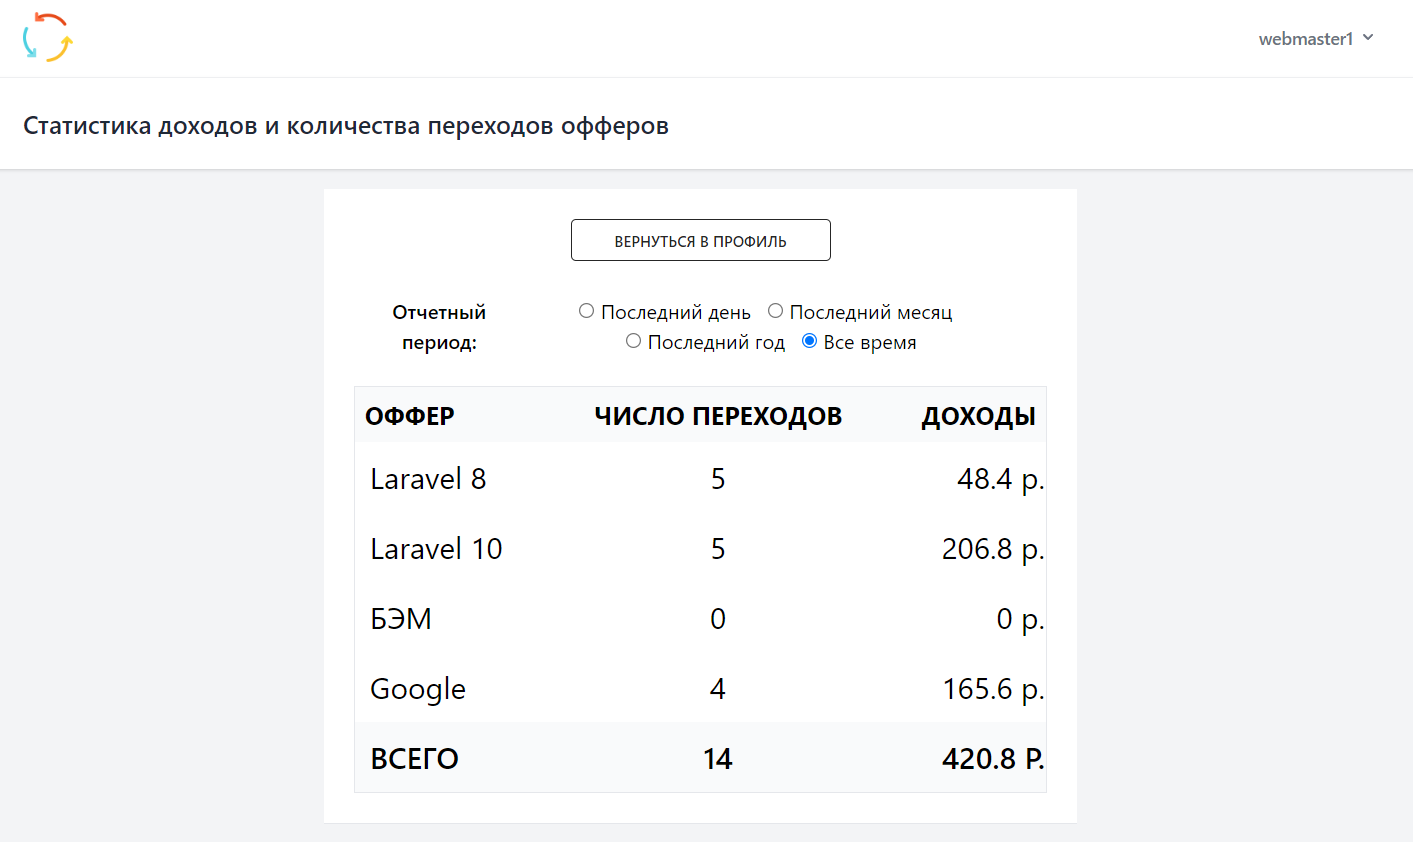 webmaster1
Статистика доходов и количества переходов офферов
ВЕРНУТЬСЯ В ПРОФИЛЬ
Отчетный период:
Последний день Последний месяц
Последний год Все время
ОФФЕР ЧИСЛО ПЕРЕХОДОВ ДОХОДЫ
Laravel 8 5 48.4 р.
Laravel 10 5 206.8 р.
БЭМ 0 0 р.
Google 4 165.6 р.
ВСЕГО 14 420.8 Р.